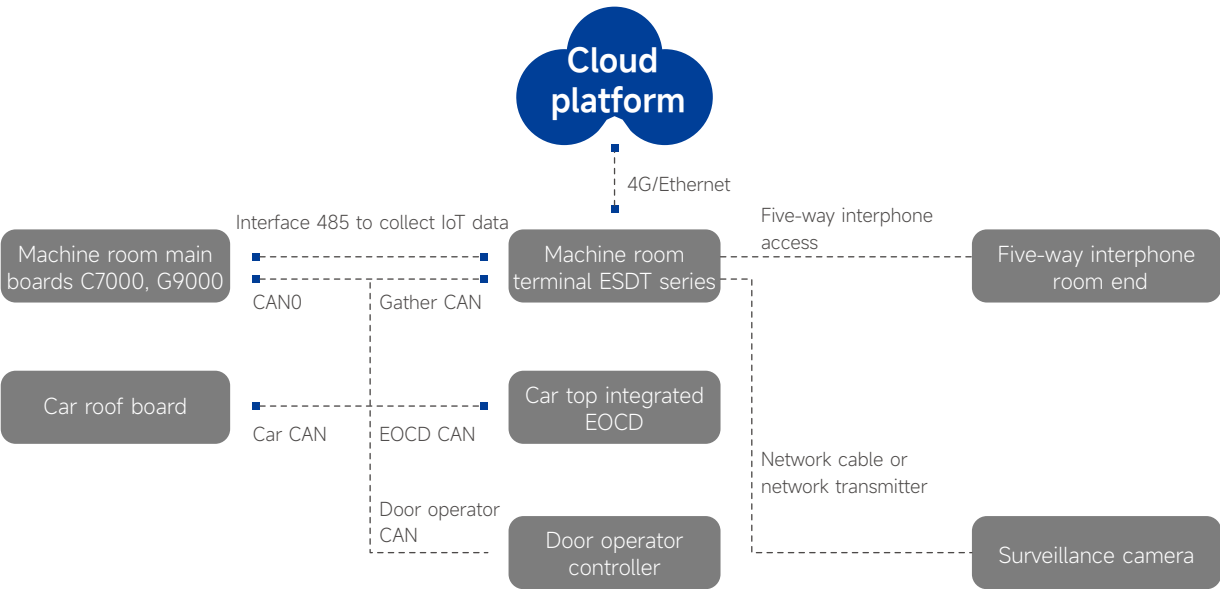 Cloud
platform
4G/Ethernet
Interface 485 to collect IoT data
Five-way interphone
access
Machine room main
boards C7000, G9000
Machine room
terminal ESDT series
Five-way interphone
room end
CAN0
Gather CAN
Car roof board
Car top integrated
EOCD
Car CAN
EOCD CAN
Network cable or
network transmitter
Door operator
CAN
Door operator
controller
Surveillance camera